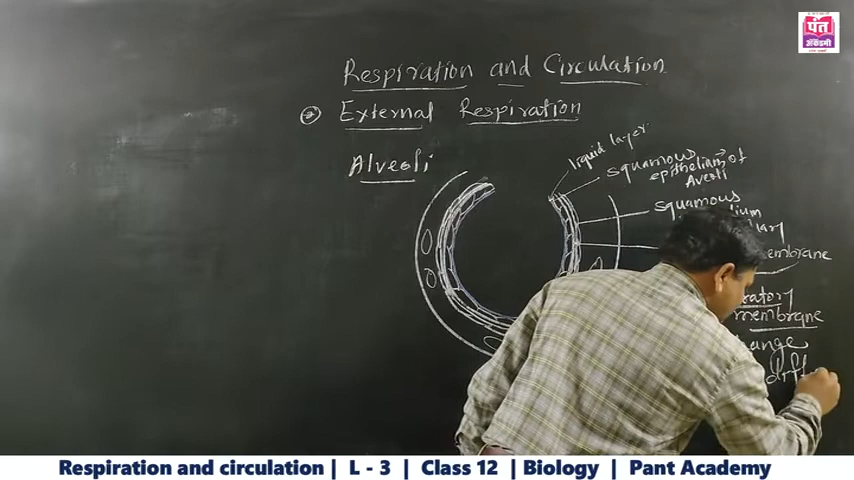 पंत
अॅकॅडमी
Respiration and Circulation
External Respiration
Alveoli
liquid layer
squamous
epithelium of
Aveoli
squamous
membrane
membrane
Respiration and circulation | L - 3 | Class 12 | Biology | Pant Academy